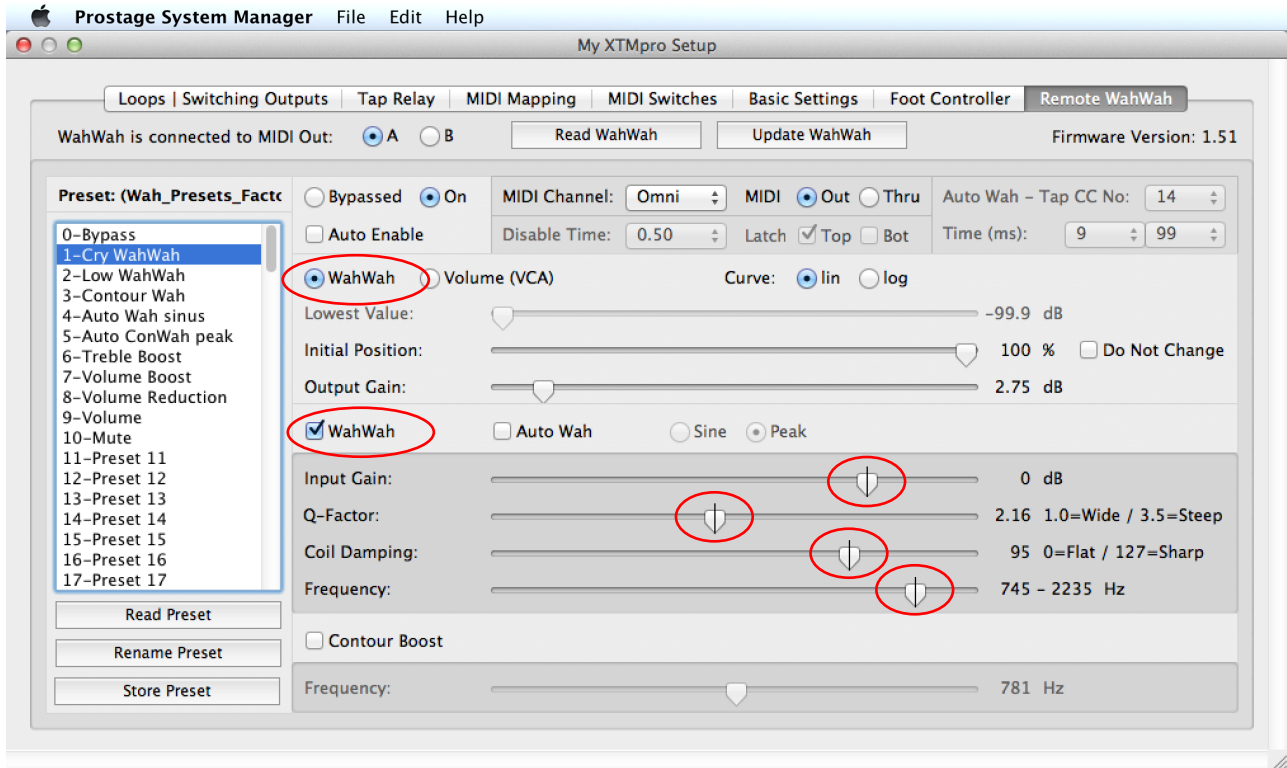 Prostage System Manager File Edit Help
My XTMpro Setup
Loops | Switching Outputs Tap Relay MIDI Mapping MIDI Switches Basic Settings Foot Controller Remote WahWah
WahWah is connected to MIDI Out: A B Read WahWah Update WahWah Firmware Version: 1.51
Preset: (Wah_Presets_Factc
Bypassed On MIDI Channel: Omni MIDI Out Thru Auto Wah – Tap CC No: 14
Auto Enable Disable Time: 0.50 Latch Top Bot Time (ms): 9 99
0–Bypass
1–Cry WahWah
2–Low WahWah
3–Contour Wah
4–Auto Wah sinus
5–Auto ConWah peak
6–Treble Boost
7–Volume Boost
8–Volume Reduction
9–Volume
10–Mute
11–Preset 11
12–Preset 12
13–Preset 13
14–Preset 14
15–Preset 15
16–Preset 16
17–Preset 17
Read Preset
Rename Preset
Store Preset
WahWah Volume (VCA) Curve: lin log
Lowest Value: –99.9 dB
Initial Position: 100 % Do Not Change
Output Gain: 2.75 dB
WahWah Auto Wah Sine Peak
Input Gain: 0 dB
Q–Factor: 2.16 1.0=Wide / 3.5=Steep
Coil Damping: 95 0=Flat / 127=Sharp
Frequency: 745 – 2235 Hz
Contour Boost
Frequency: 781 Hz